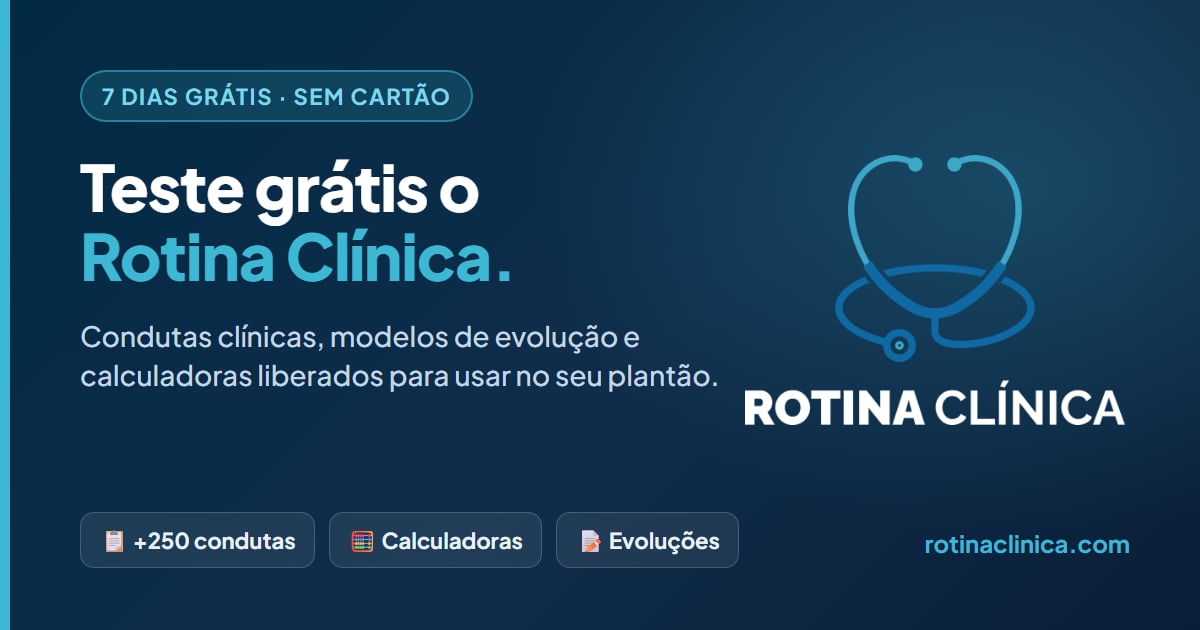 7 DIAS GRÁTIS · SEM CARTÃO
Teste grátis o
Rotina Clínica.
Condutas clínicas, modelos de evolução e
calculadoras liberados para usar no seu plantão.
ROTINA CLÍNICA
+250 condutas
Calculadoras
Evoluções
rotinaclinica.com